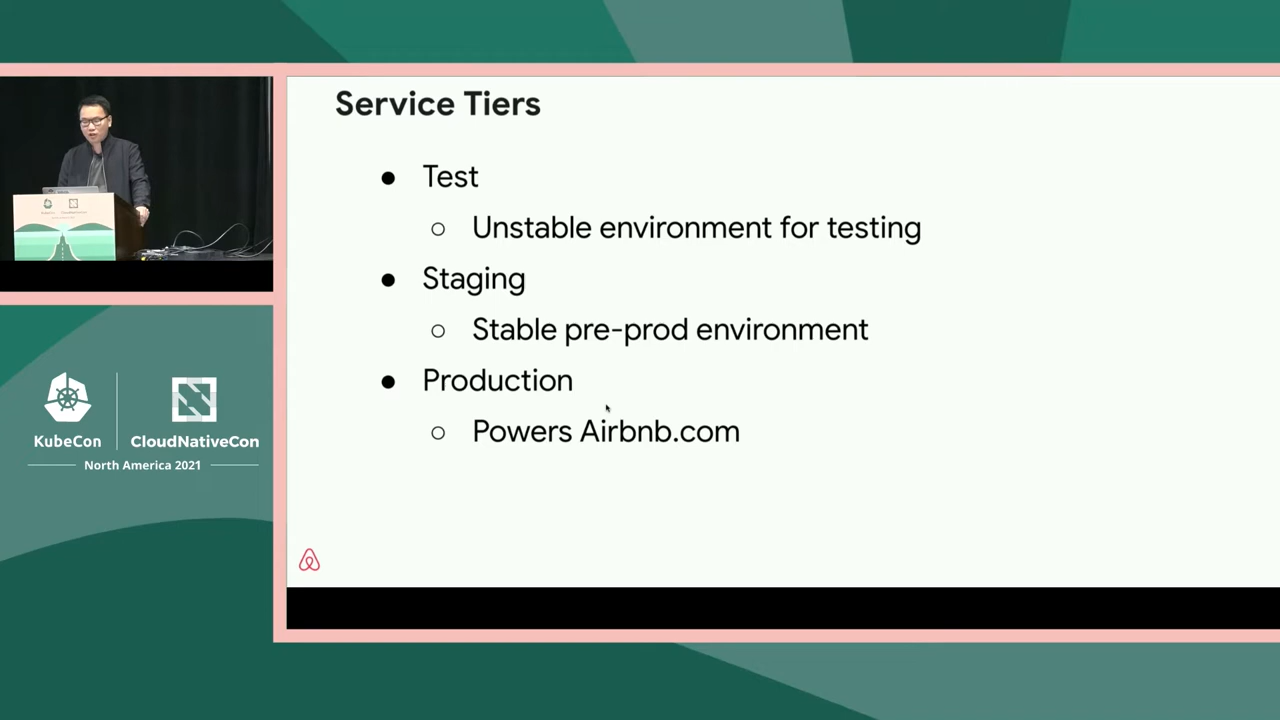 Service Tiers
● Test
○ Unstable environment for testing
● Staging
○ Stable pre-prod environment
● Production
○ Powers Airbnb.com
KubeCon
CloudNativeCon
North America 2021